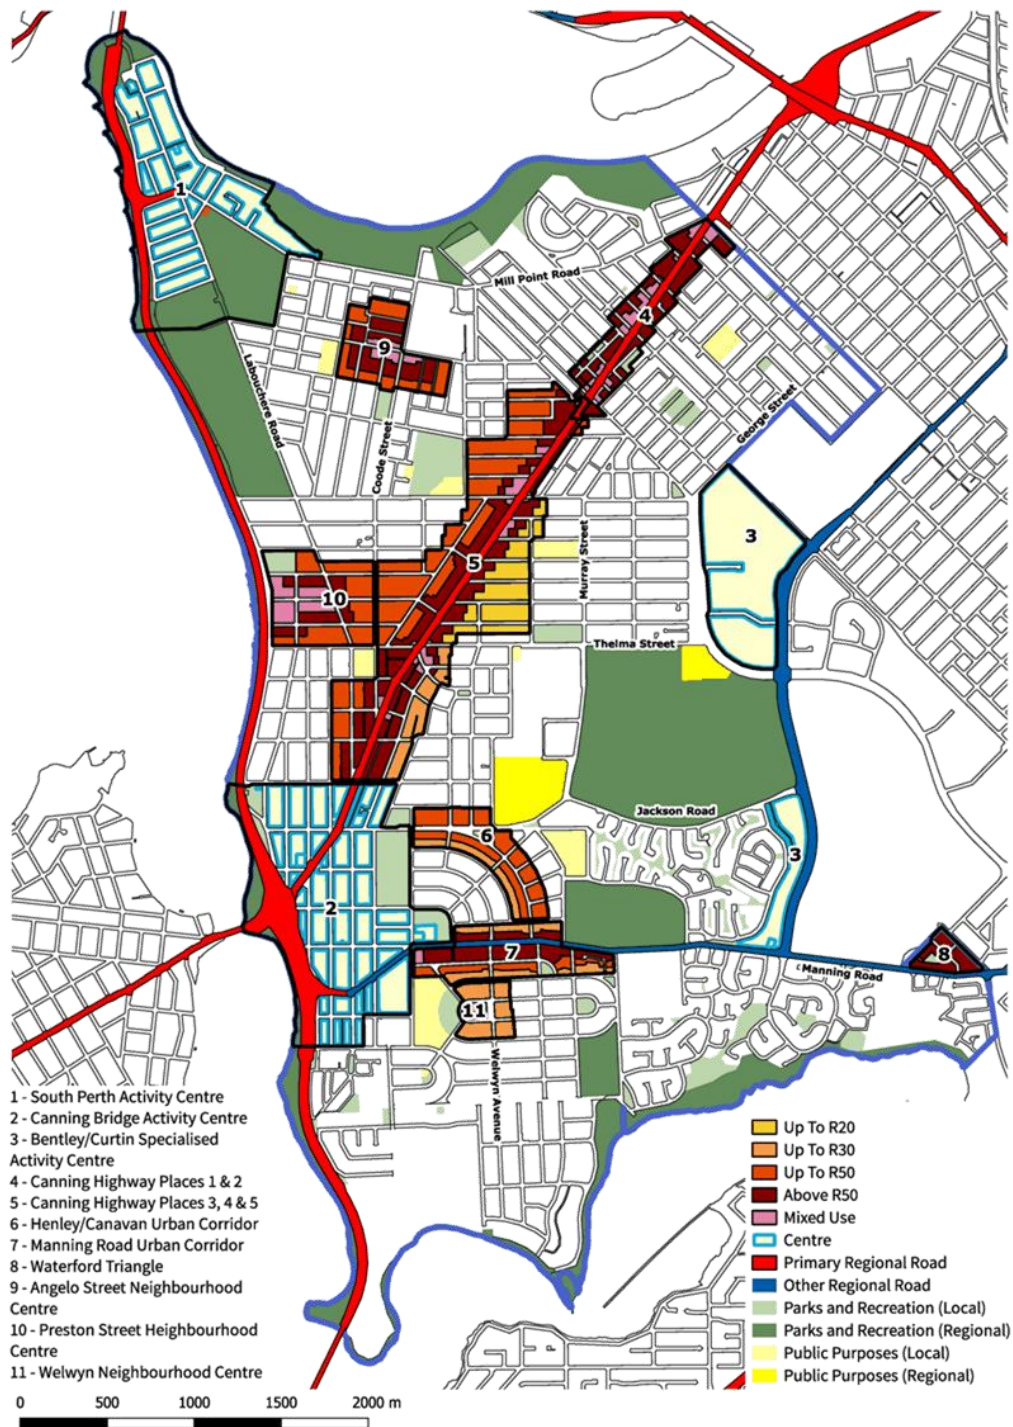 1
Mill Point Road
4
9
Labouchere Road
Coode Street
George Street
3
5
Murray Street
10
Thelma Street
Jackson Road
6
3
2
7
8
Manning Road
11
Welwyn Avenue
1 - South Perth Activity Centre
2 - Canning Bridge Activity Centre
3 - Bentley/Curtin Specialised
Activity Centre
4 - Canning Highway Places 1 & 2
5 - Canning Highway Places 3, 4 & 5
6 - Henley/Canavan Urban Corridor
7 - Manning Road Urban Corridor
8 - Waterford Triangle
9 - Angelo Street Neighbourhood
Centre
10 - Preston Street Heighbourhood
Centre
11 - Welwyn Neighbourhood Centre
0 500 1000 1500 2000 m
Up To R20
Up To R30
Up To R50
Above R50
Mixed Use
Centre
Primary Regional Road
Other Regional Road
Parks and Recreation (Local)
Parks and Recreation (Regional)
Public Purposes (Local)
Public Purposes (Regional)